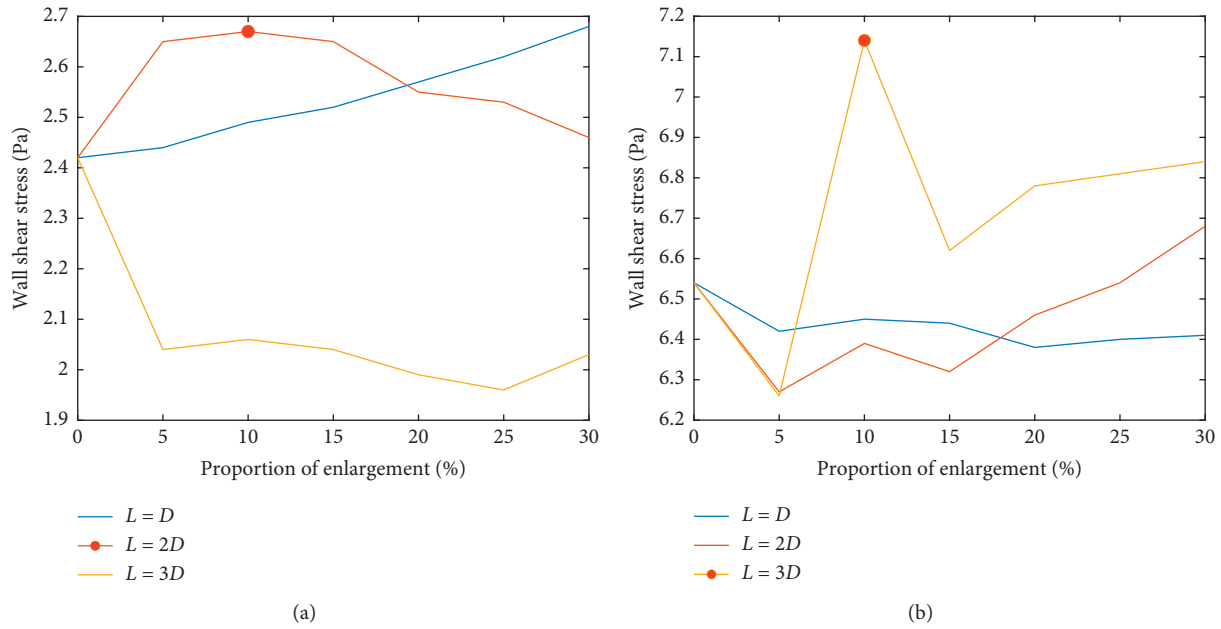 2.7
2.6
2.5
2.4
2.3
2.2
2.1
2
1.9
Wall shear stress (Pa)
0 5 10 15 20 25 30
Proportion of enlargement (%)
L = D
L = 2D
L = 3D
(a)
7.2
7.1
7
6.9
6.8
6.7
6.6
6.5
6.4
6.3
6.2
Wall shear stress (Pa)
0 5 10 15 20 25 30
Proportion of enlargement (%)
L = D
L = 2D
L = 3D
(b)